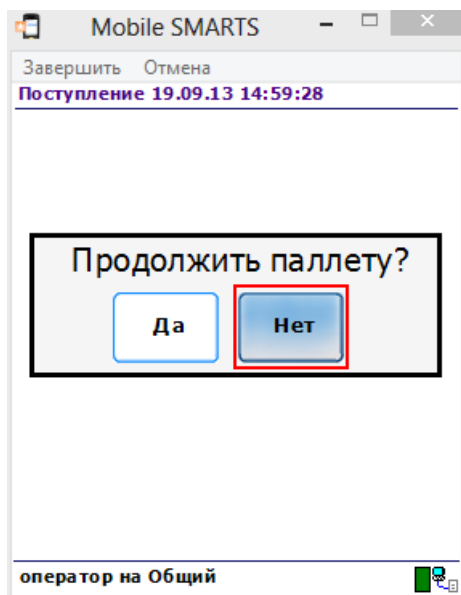 Mobile SMARTS
Завершить Отмена
Поступление 19.09.13 14:59:28
Продолжить паллету?
Да Нет
оператор на Общий